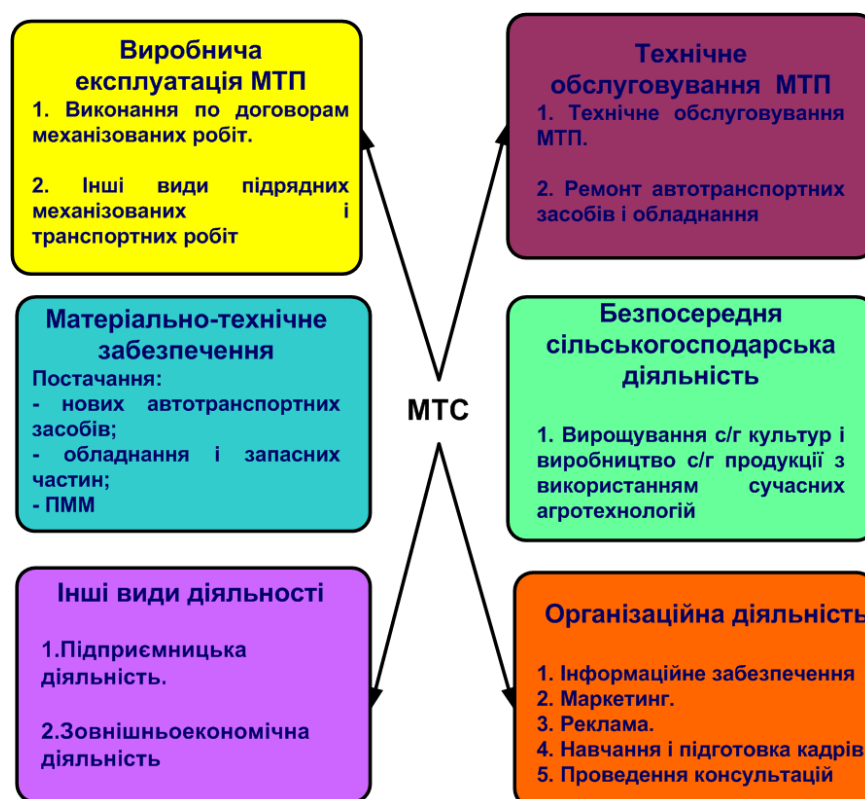 Виробнича
експлуатація МТП
1. Виконання по договорам
механізованих робіт.
2. Інші види підрядних
механізованих і
транспортних робіт
Технічне
обслуговування МТП
1. Технічне обслуговування
МТП.
2. Ремонт автотранспортних
засобів і обладнання
Матеріально-технічне
забезпечення
Постачання:
- нових автотранспортних
засобів;
- обладнання і запасних
частин;
- ПММ
МТС
Безпосередня
сільськогосподарська
діяльність
1. Вирощування с/г культур і
виробництво с/г продукції з
використанням сучасних
агротехнологій
Інші види діяльності
1.Підприємницька
діяльність.
2.Зовнішньоекономічна
діяльність
Організаційна діяльність
1. Інформаційне забезпечення
2. Маркетинг.
3. Реклама.
4. Навчання і підготовка кадрів
5. Проведення консультацій